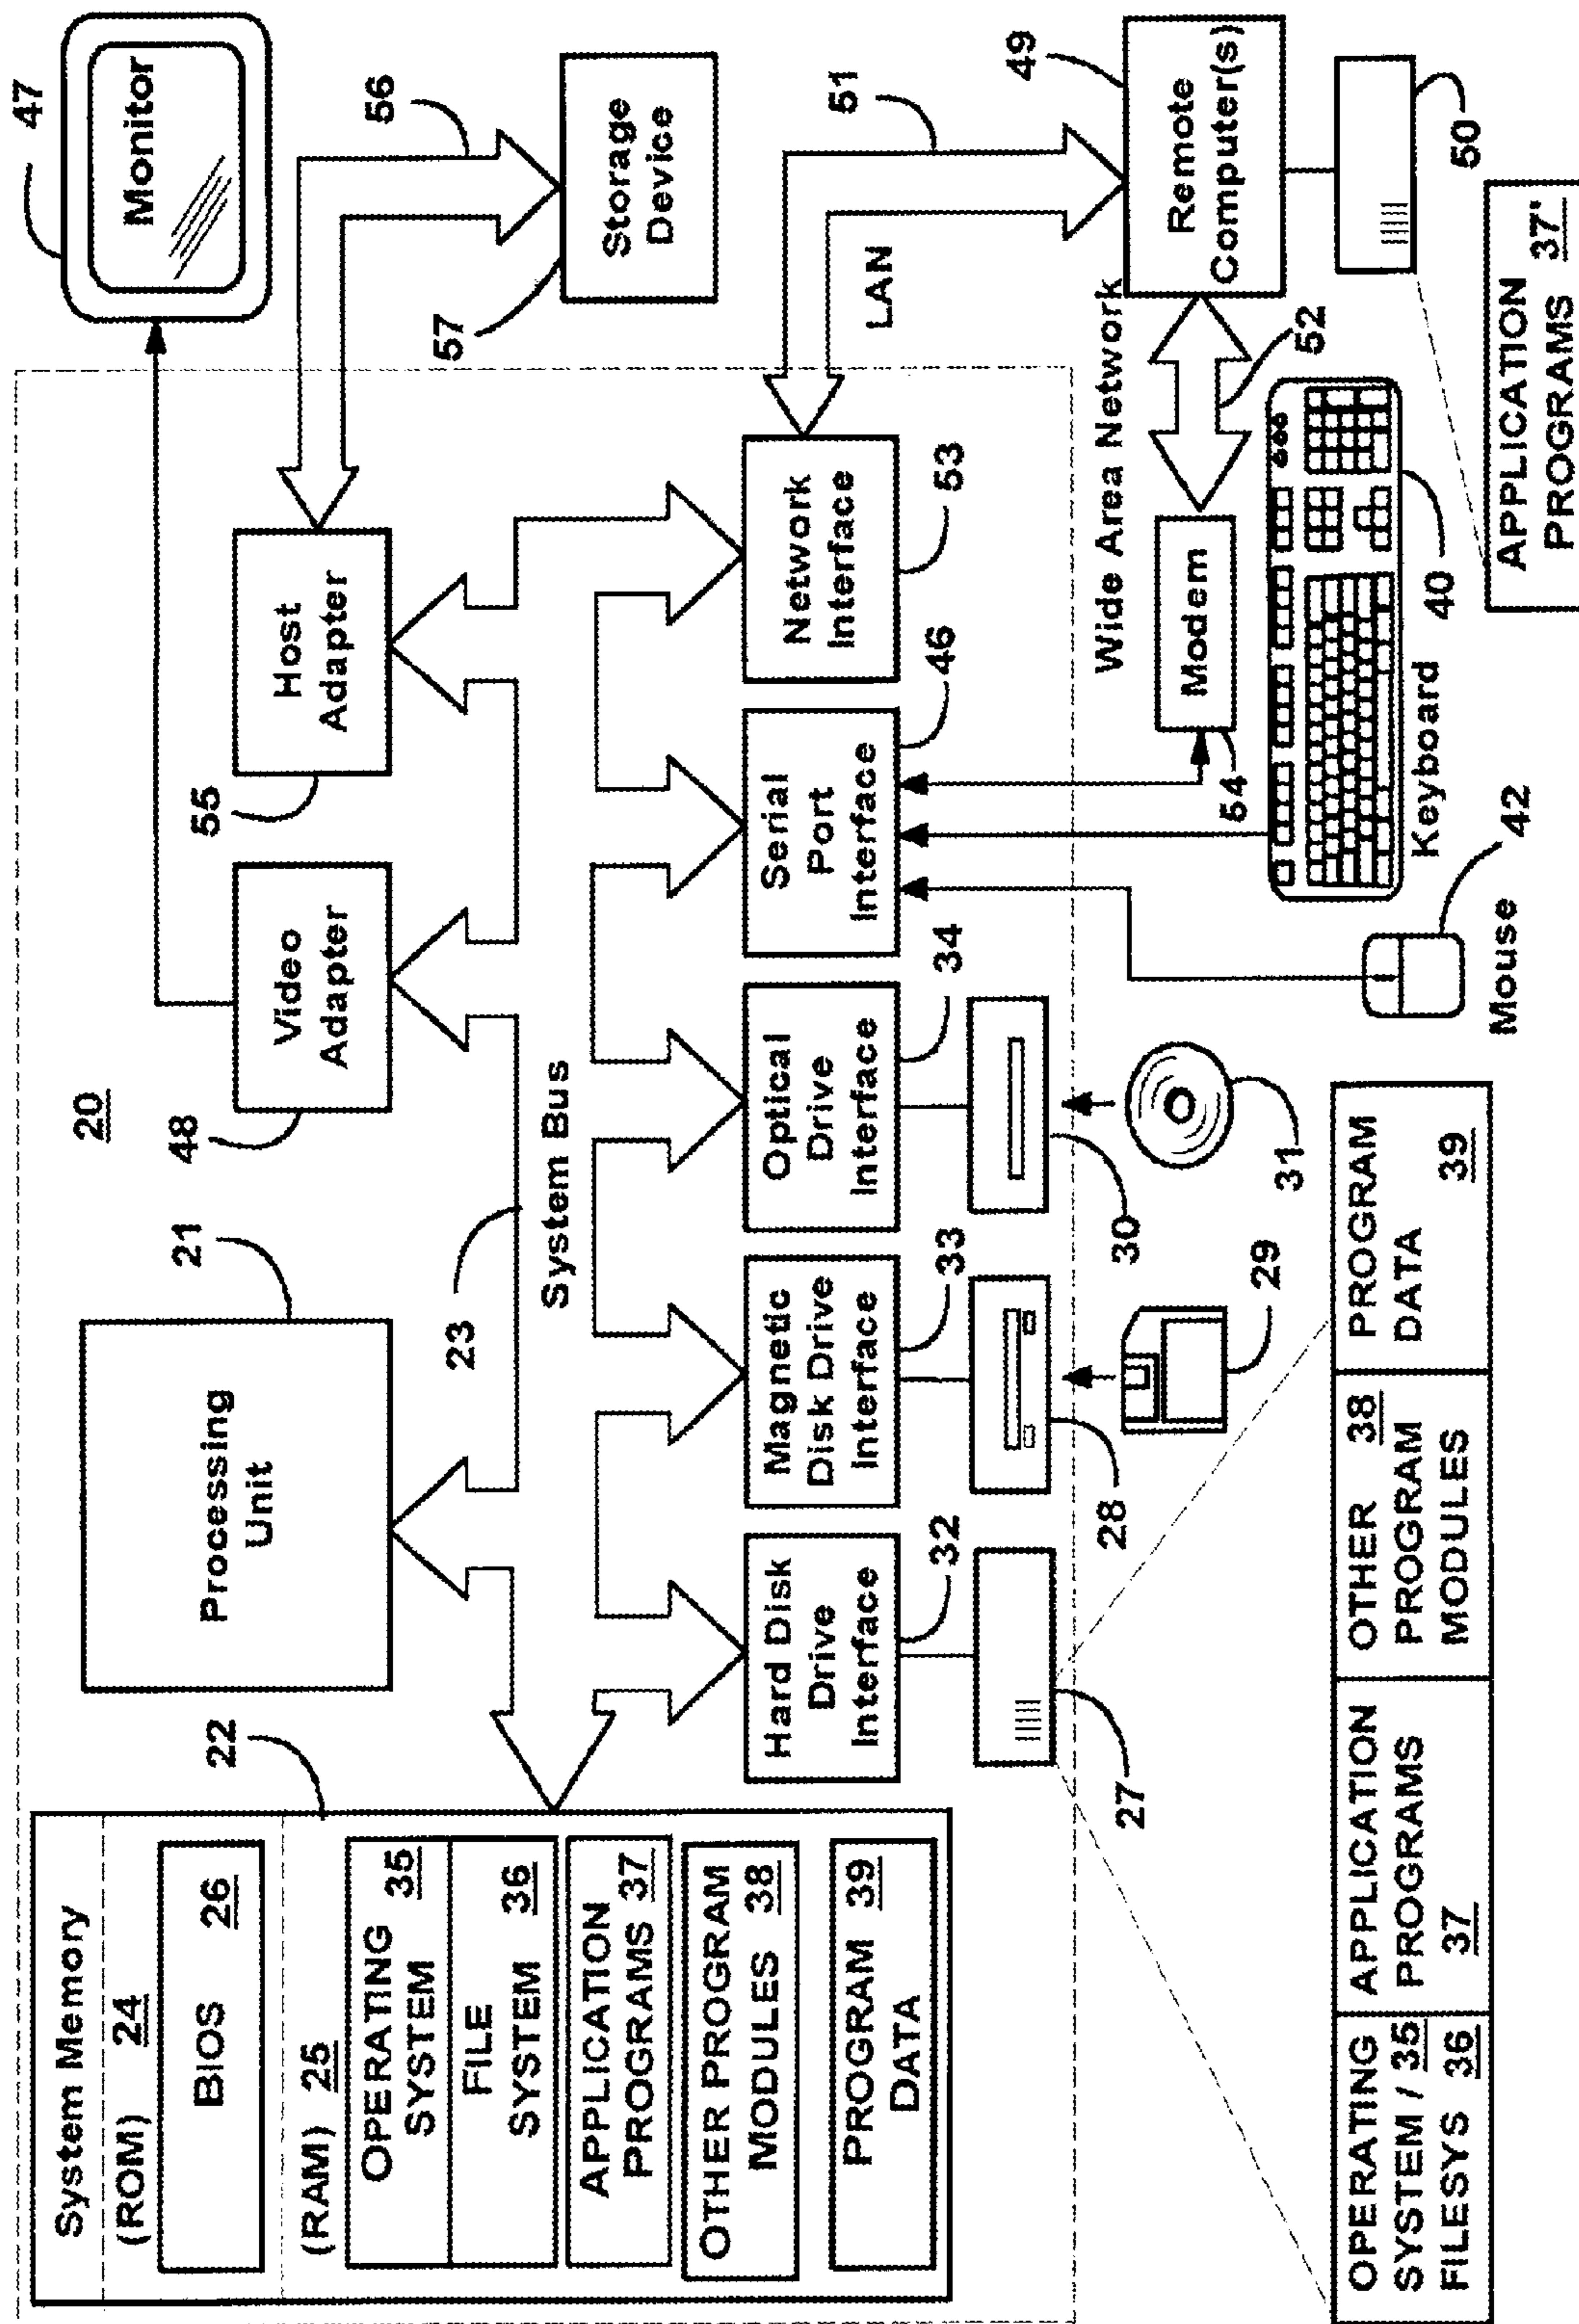 System Memory
(ROM) 24
BIOS 26
(RAM) 25
OPERATING
SYSTEM 35
FILE
SYSTEM 36
APPLICATION
PROGRAMS 37
OTHER PROGRAM
MODULES 38
PROGRAM 39
DATA
22
Processing
Unit
21
20
Video
Adapter
48
Host
Adapter
55
47
Monitor
56
57
Storage
Device
23
System Bus
Hard Disk
Drive
Interface
32
Magnetic
Disk Drive
Interface
33
Optical
Drive
Interface
34
Serial
Port
Interface
46
Network
Interface
53
LAN
51
27
28
29
30
31
Wide Area Network
Modem
54
52
49
Remote
Computer(s)
50
40
Keyboard
Mouse
42
APPLICATION
PROGRAMS 37'
OPERATING
SYSTEM / 35
FILESYS 36
APPLICATION
PROGRAMS
37
OTHER 38
PROGRAM
MODULES
PROGRAM
DATA
39